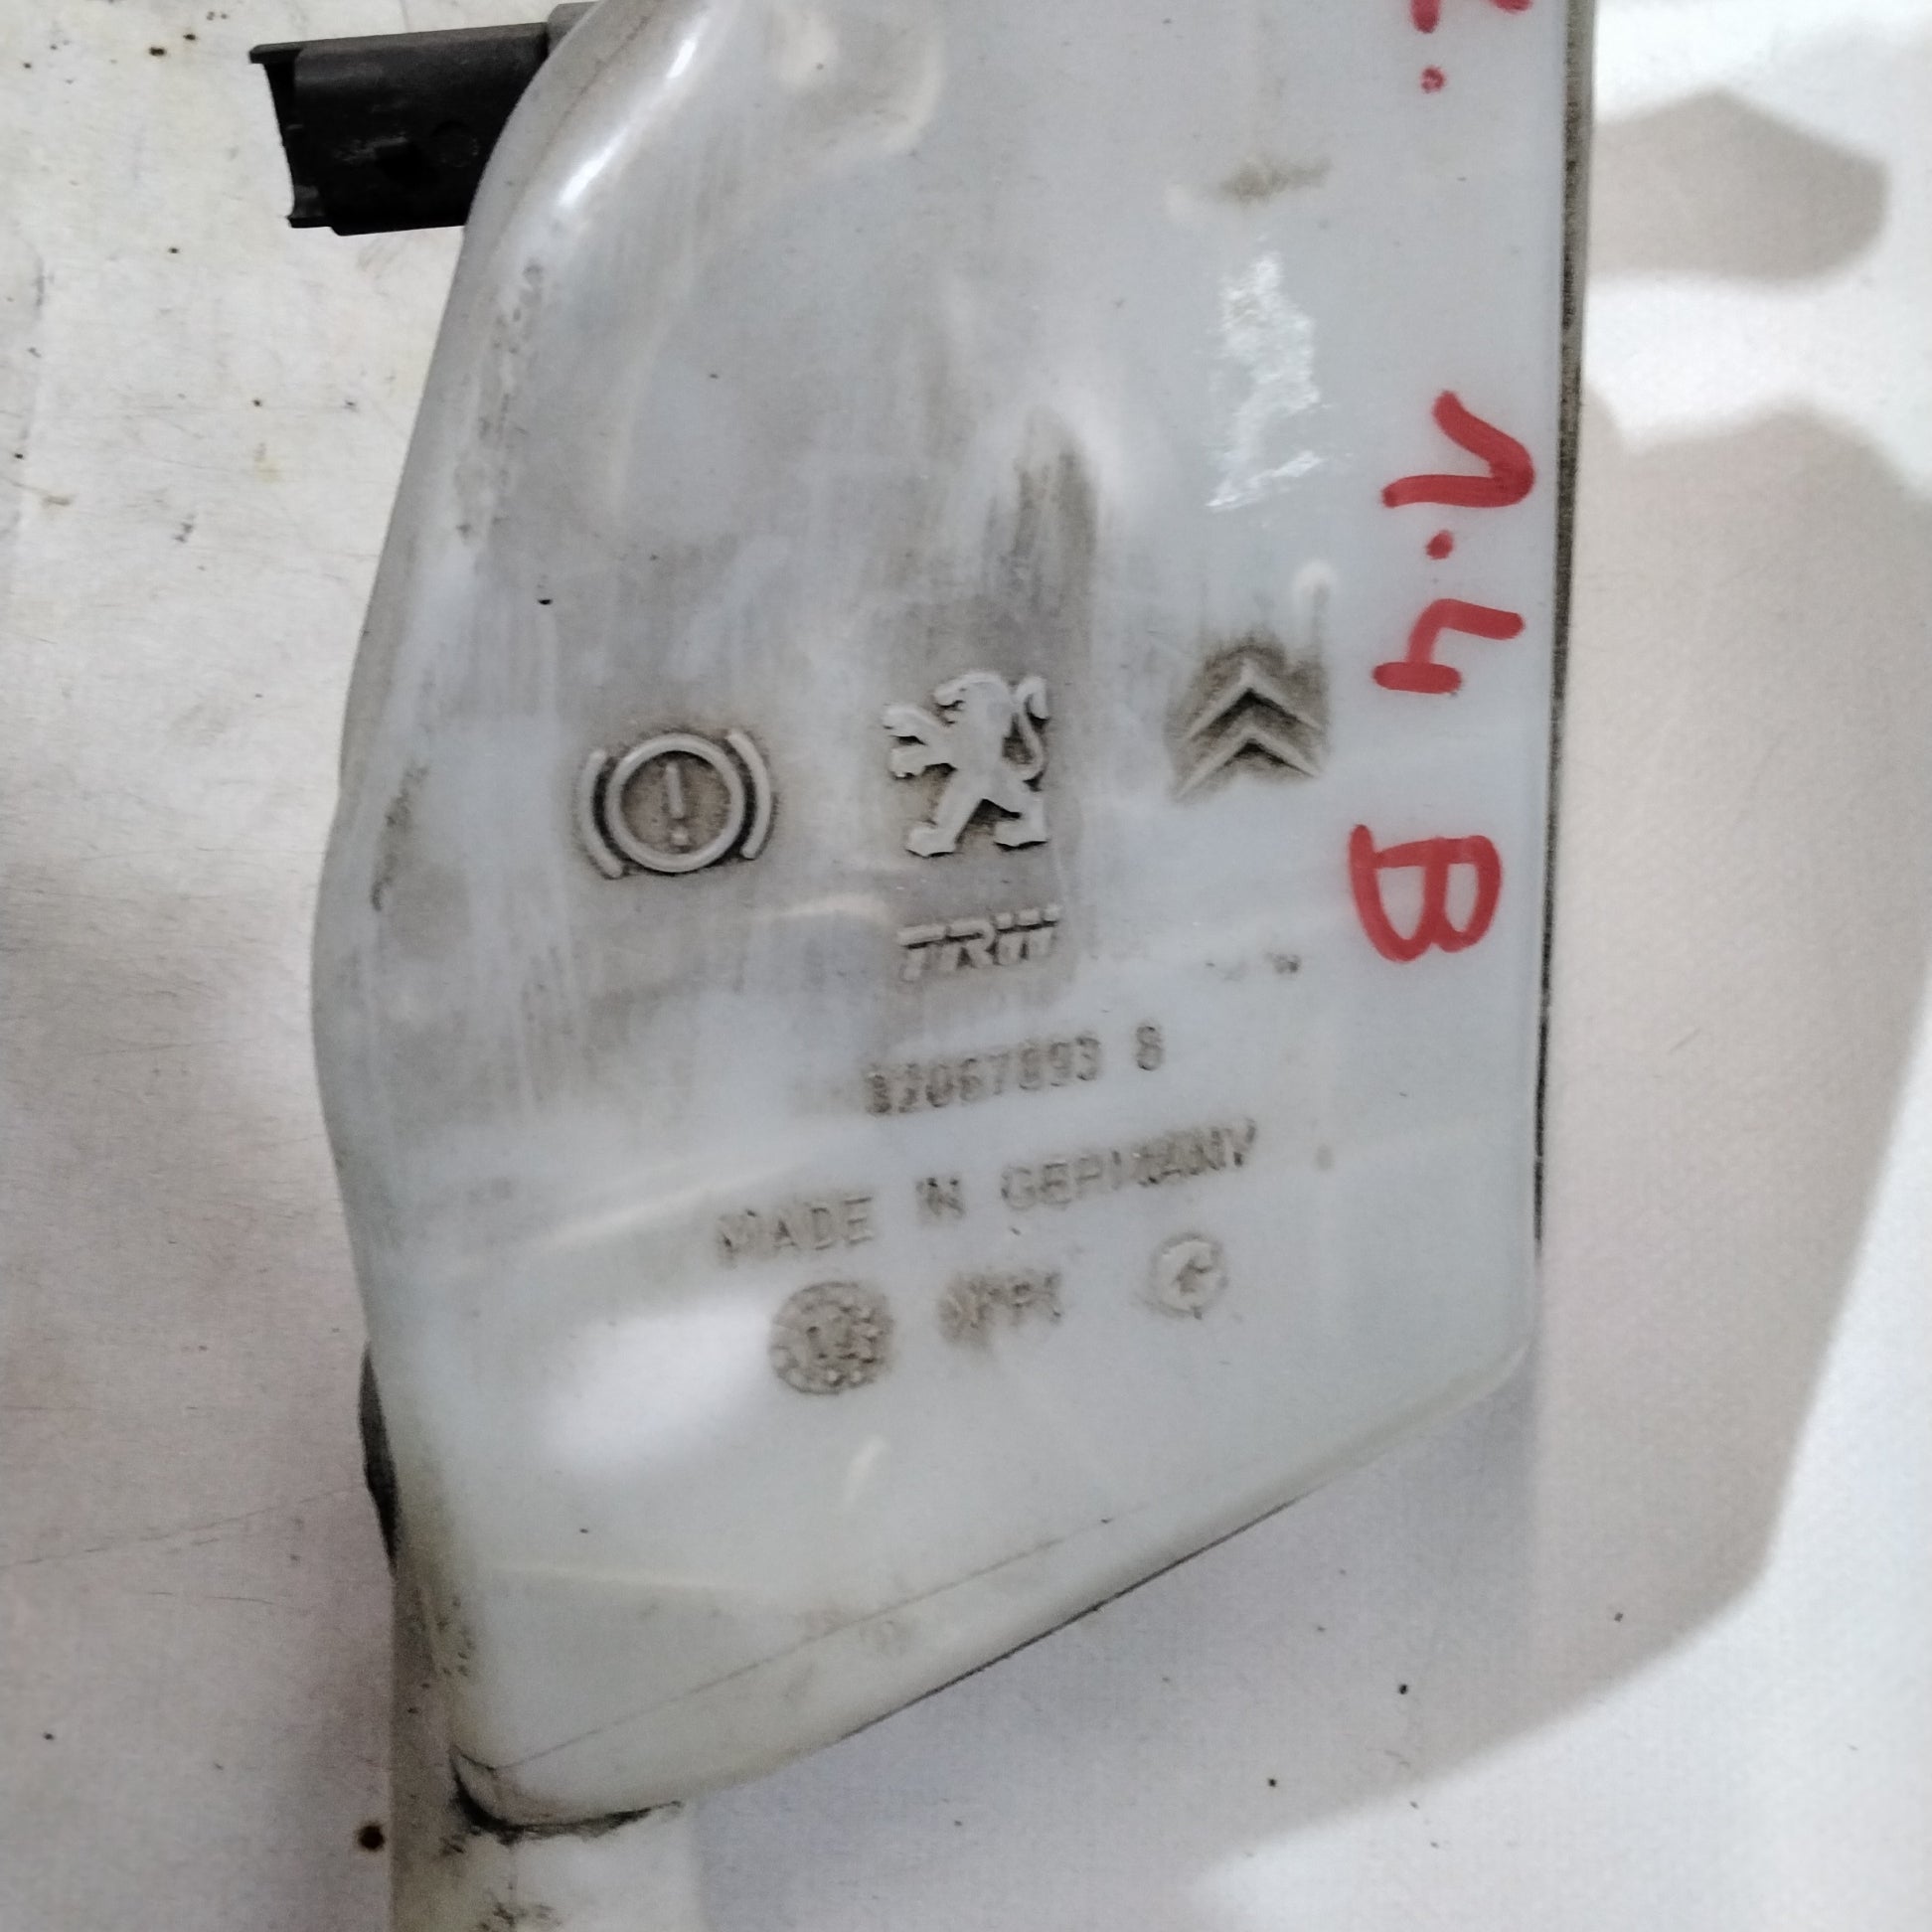 1.4 B
TRW
32067893 8
MADE IN GERMANY